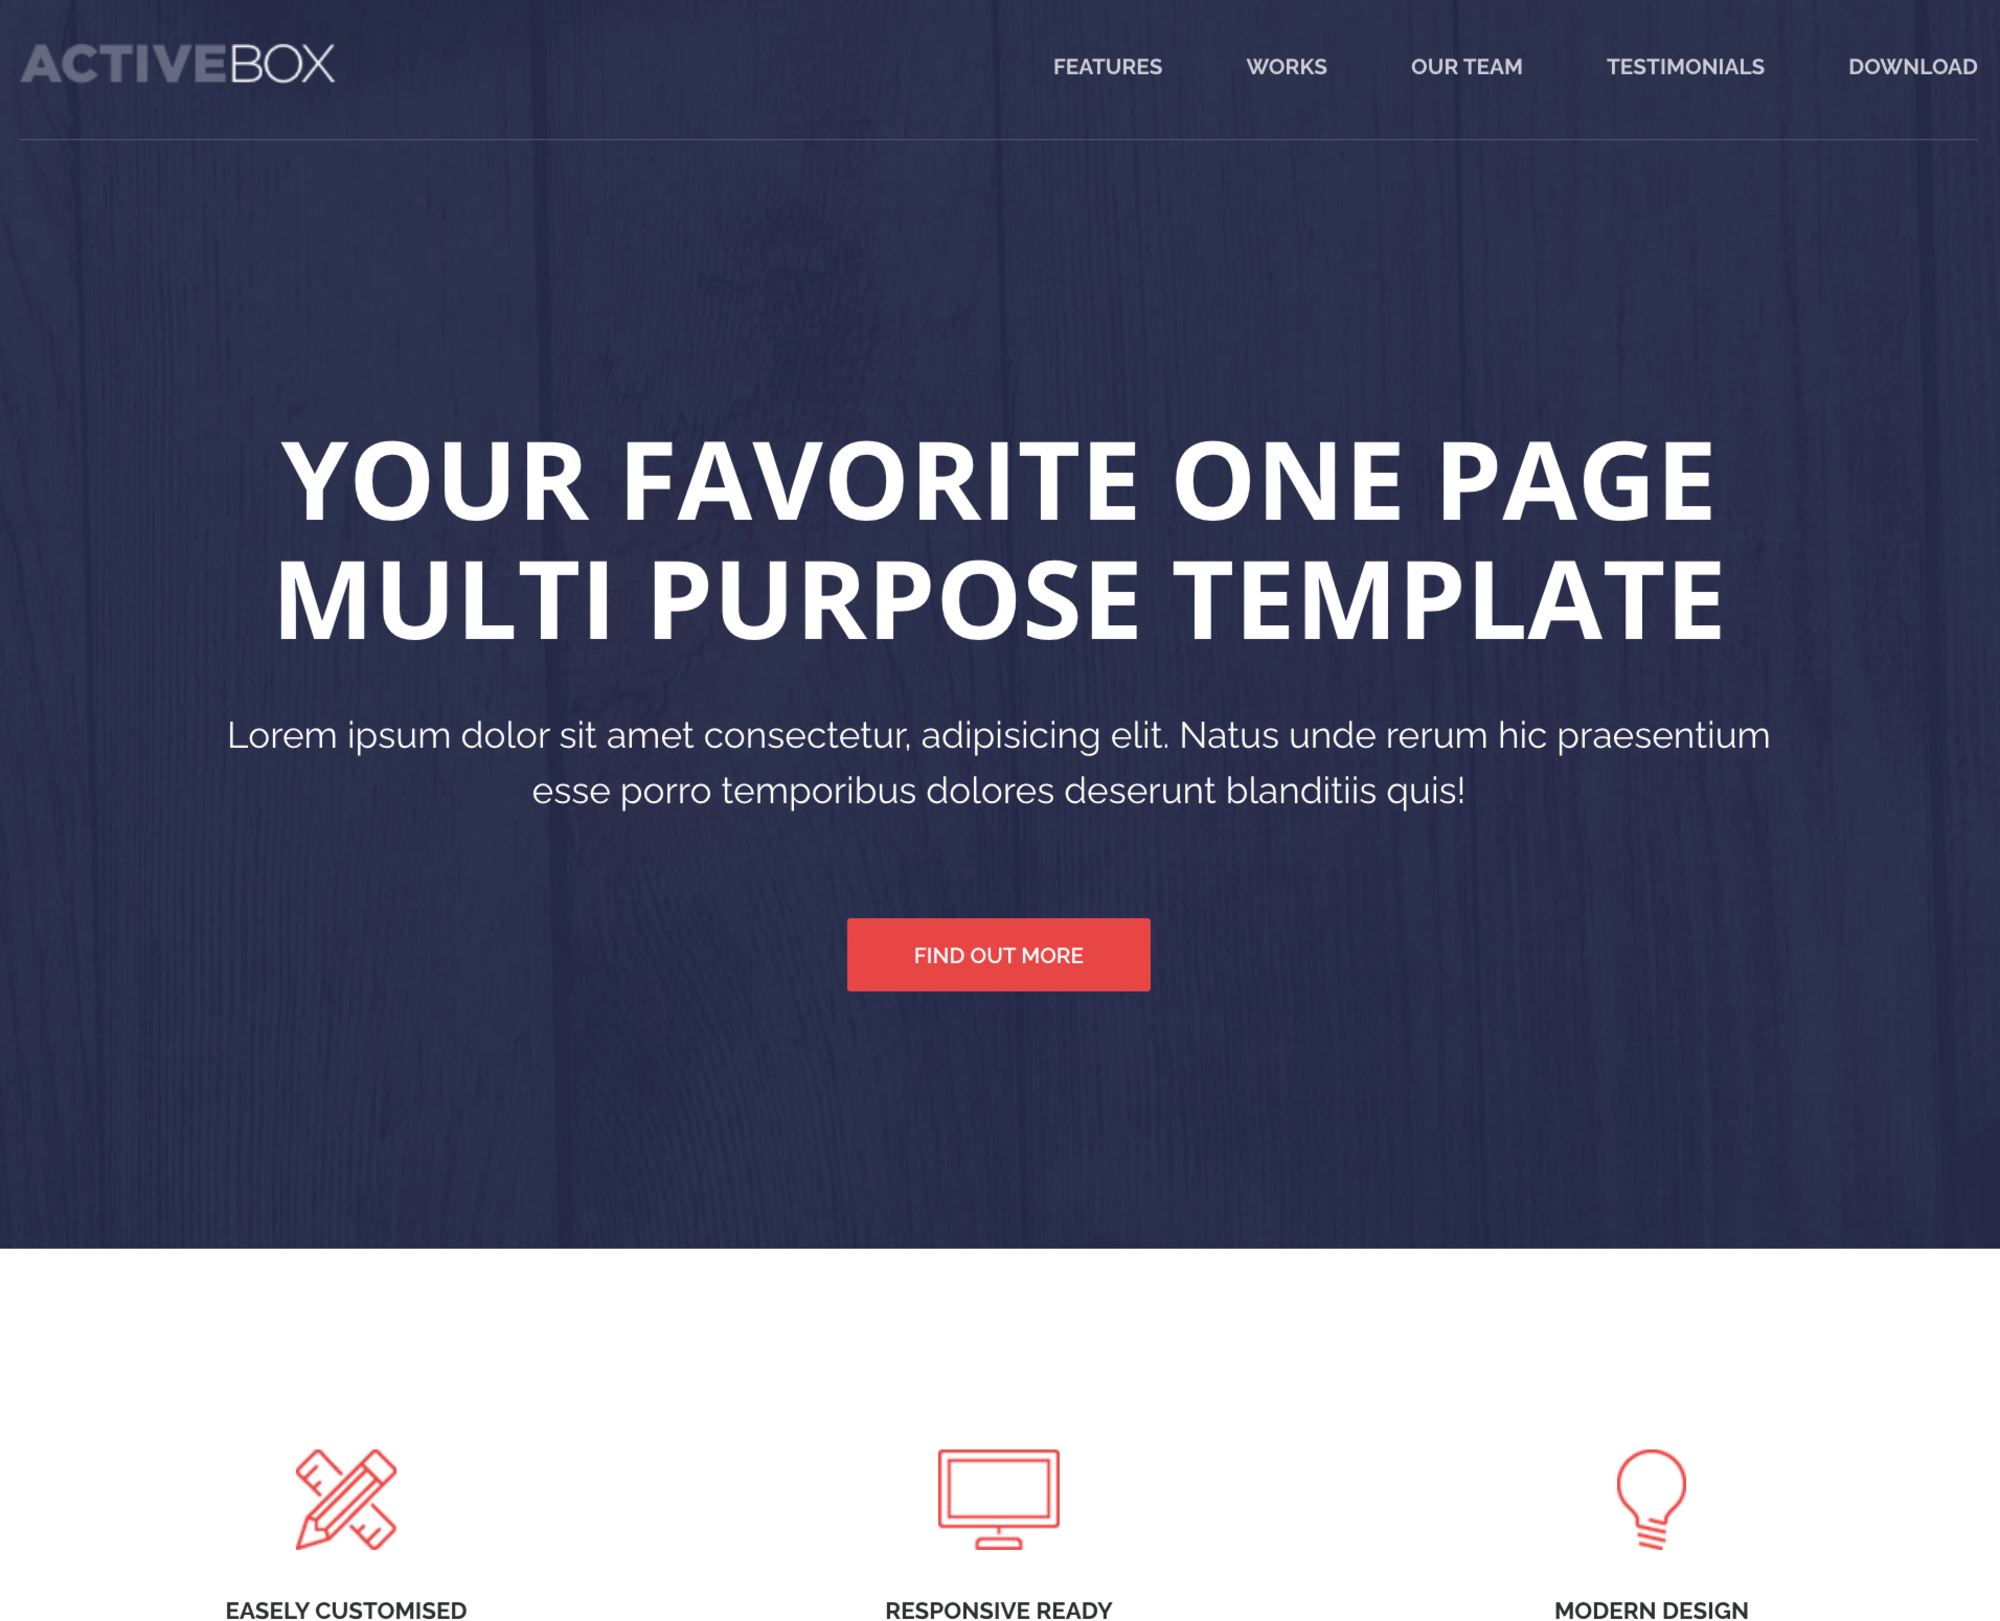 ACTIVEBOX
FEATURES WORKS OUR TEAM TESTIMONIALS DOWNLOAD
YOUR FAVORITE ONE PAGE
MULTI PURPOSE TEMPLATE
Lorem ipsum dolor sit amet consectetur, adipisicing elit. Natus unde rerum hic praesentium
esse porro temporibus dolores deserunt blanditiis quis!
FIND OUT MORE
EASELY CUSTOMISED
RESPONSIVE READY
MODERN DESIGN